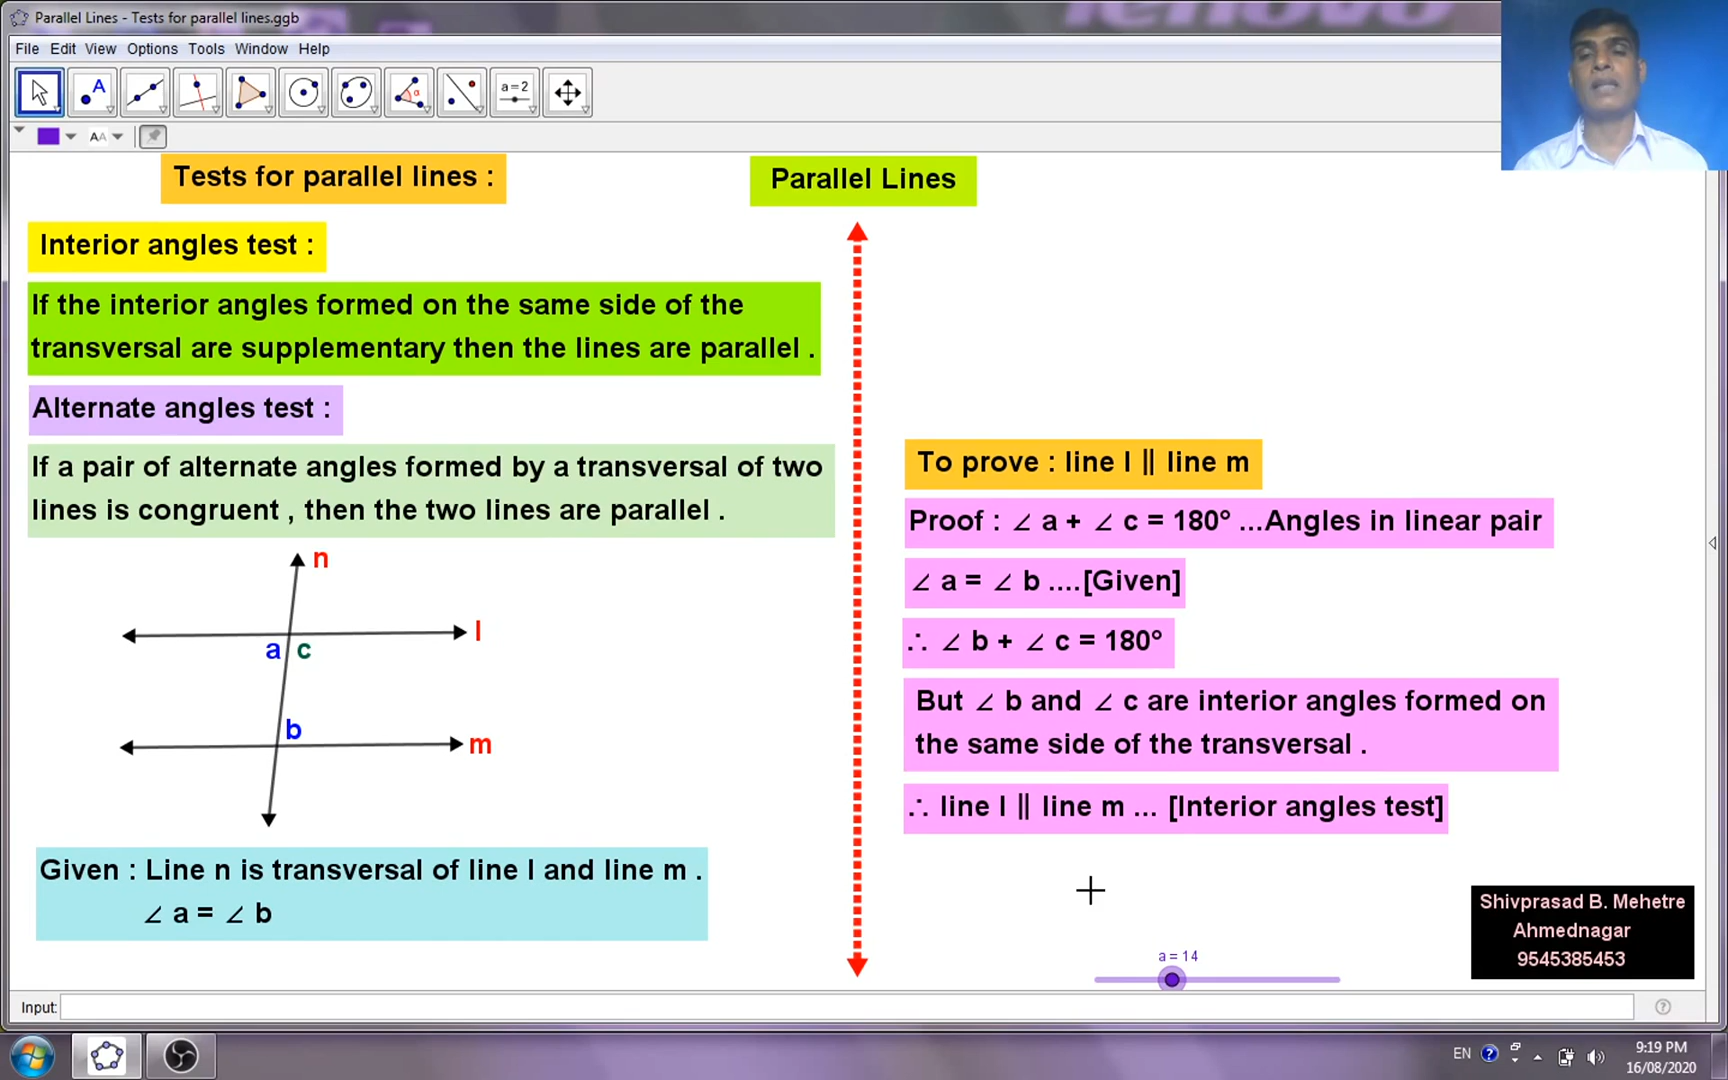 Parallel Lines - Tests for parallel lines.ggb
lenovo
File Edit View Options Tools Window Help
A
α
a = 2
AA
Tests for parallel lines :
Parallel Lines
Interior angles test :
If the interior angles formed on the same side of the
transversal are supplementary then the lines are parallel .
Alternate angles test :
If a pair of alternate angles formed by a transversal of two
lines is congruent , then the two lines are parallel .
n
l
a c
b
m
Given : Line n is transversal of line l and line m .
∠ a = ∠ b
To prove : line l ∥ line m
Proof : ∠ a + ∠ c = 180° ...Angles in linear pair
∠ a = ∠ b ....[Given]
∴ ∠ b + ∠ c = 180°
But ∠ b and ∠ c are interior angles formed on
the same side of the transversal .
∴ line l ∥ line m ... [Interior angles test]
Shivprasad B. Mehetre
Ahmednagar
9545385453
a = 14
Input:
EN
9:19 PM
16/08/2020